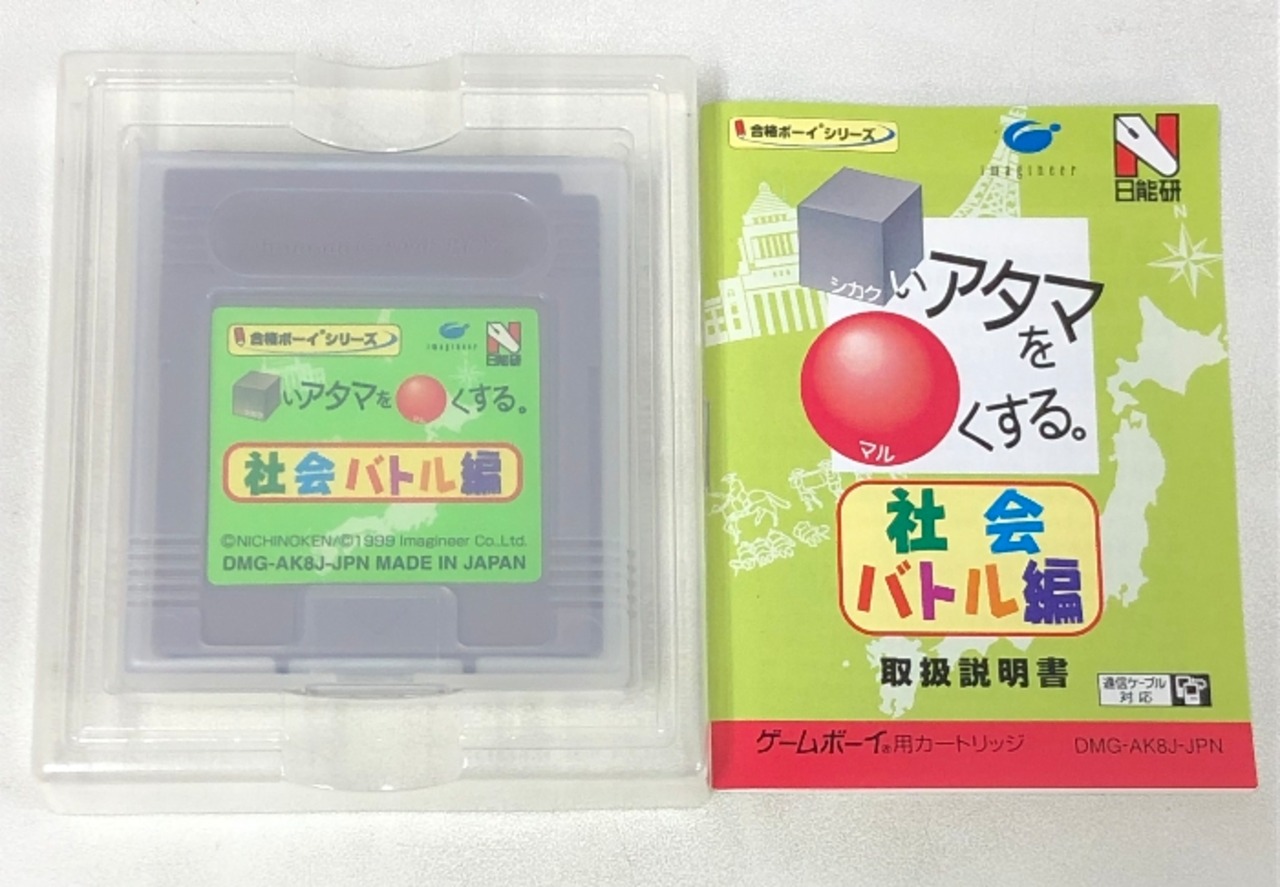 合格ボーイ®シリーズ
imagineer
N
日能研
シカク
いアタマを
マル
くする。
社会バトル編
©NICHINOKEN/©1999 Imagineer Co.,Ltd.
DMG-AK8J-JPN MADE IN JAPAN
合格ボーイ®シリーズ
imagineer
N
日能研
N
シカク
いアタマ
を
マル
くする。
社会
バトル編
取扱説明書
通信ケーブル
対応
ゲームボーイ®用カートリッジ
DMG-AK8J-JPN